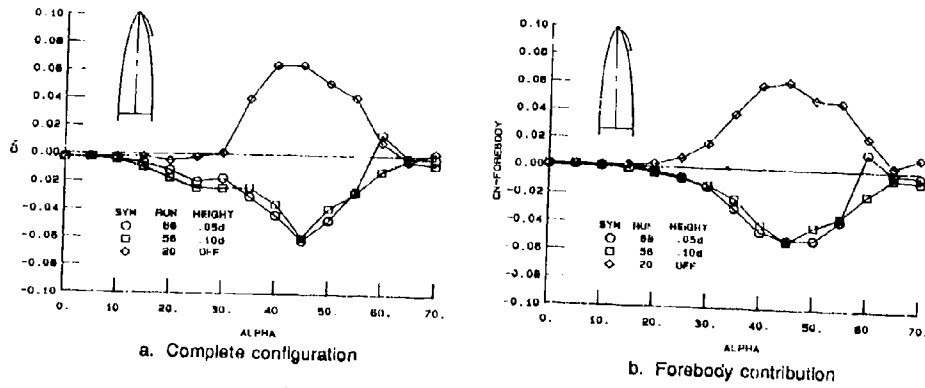 0.10
0.08
0.06
0.04
0.02
0.00
-0.02
-0.04
-0.06
-0.08
-0.10
SYM RUN HEIGHT
.05d
56 .10d
20 OFF
0. 10. 20. 30. 40. 50. 60. 70.
ALPHA
a. Complete configuration
0.10
0.08
0.06
0.04
0.02
0.00
-0.02
-0.04
-0.06
-0.08
-0.10
CN-FOREBODY
SYM RUN HEIGHT
.05d
56 .10d
20 OFF
0. 10. 20. 30. 40. 50. 60. 70.
ALPHA
b. Forebody contribution